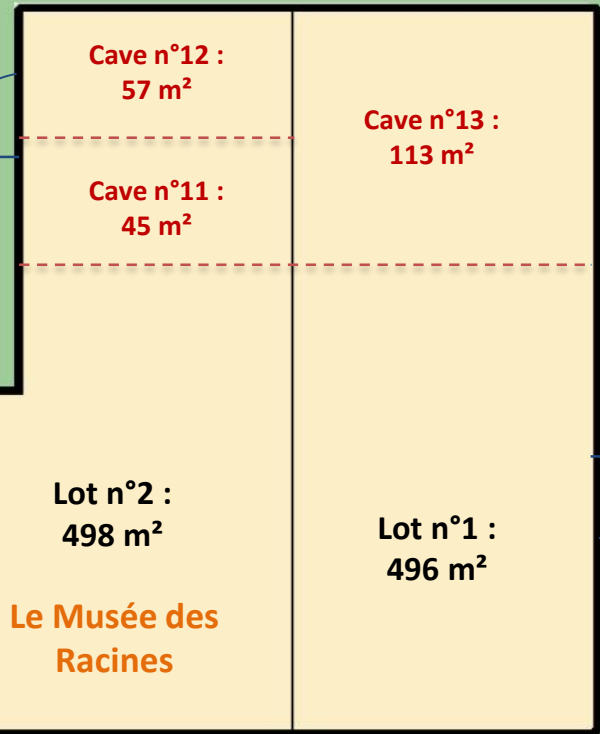 Cave n°12 :
57 m²
Cave n°13 :
113 m²
Cave n°11 :
45 m²
Lot n°2 :
498 m²
Lot n°1 :
496 m²
Le Musée des
Racines